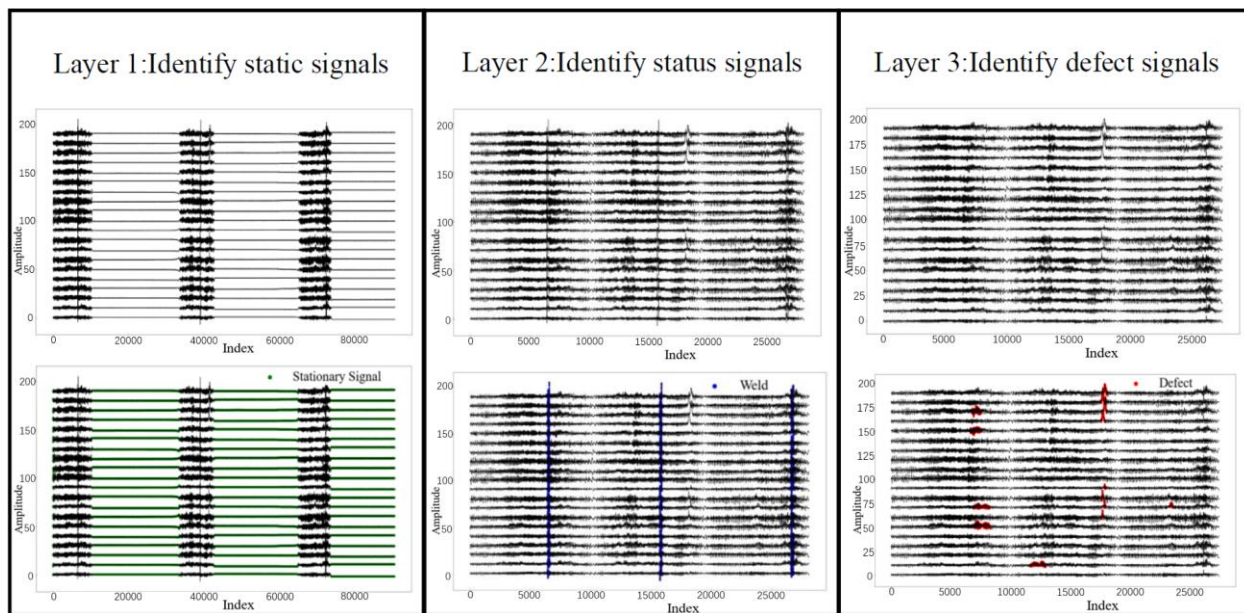 Layer 1:Identify static signals
200
150
100
50
0
Amplitude
0 20000 40000 60000 80000
Index
Stationary Signal
200
150
100
50
0
Amplitude
0 20000 40000 60000 80000
Index
Layer 2:Identify status signals
200
150
100
50
0
Amplitude
0 5000 10000 15000 20000 25000
Index
Weld
200
150
100
50
0
Amplitude
0 5000 10000 15000 20000 25000
Index
Layer 3:Identify defect signals
200
175
150
125
100
75
50
25
0
Amplitude
0 5000 10000 15000 20000 25000
Index
Defect
200
175
150
125
100
75
50
25
0
Amplitude
0 5000 10000 15000 20000 25000
Index